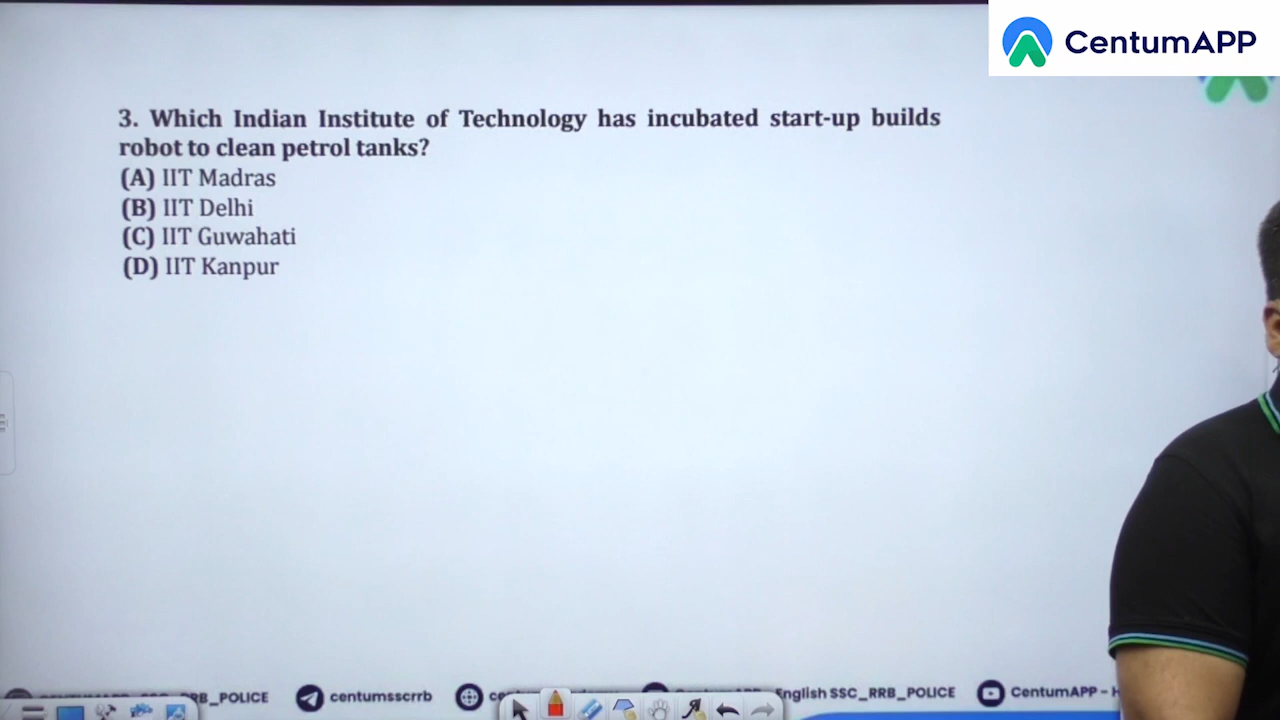 CentumAPP
3. Which Indian Institute of Technology has incubated start-up builds
robot to clean petrol tanks?
(A) IIT Madras
(B) IIT Delhi
(C) IIT Guwahati
(D) IIT Kanpur
RB_POLICE
centumsscrrb
English SSC_RRB_POLICE
CentumAPP - H